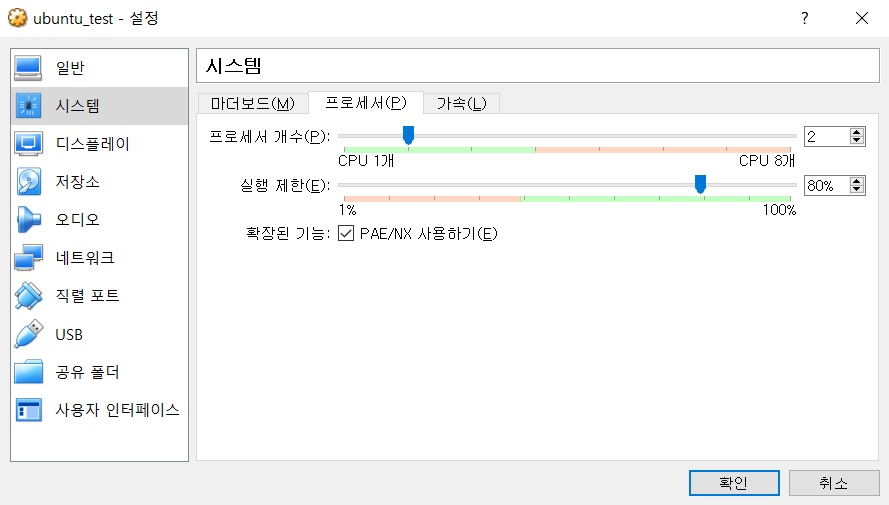 ubuntu_test - 설정
?
일반
시스템
디스플레이
저장소
오디오
네트워크
직렬 포트
USB
공유 폴더
사용자 인터페이스
시스템
마더보드(M) 프로세서(P) 가속(L)
프로세서 개수(P): 2
CPU 1개 CPU 8개
실행 제한(E): 80%
1% 100%
확장된 기능: PAE/NX 사용하기(E)
확인 취소